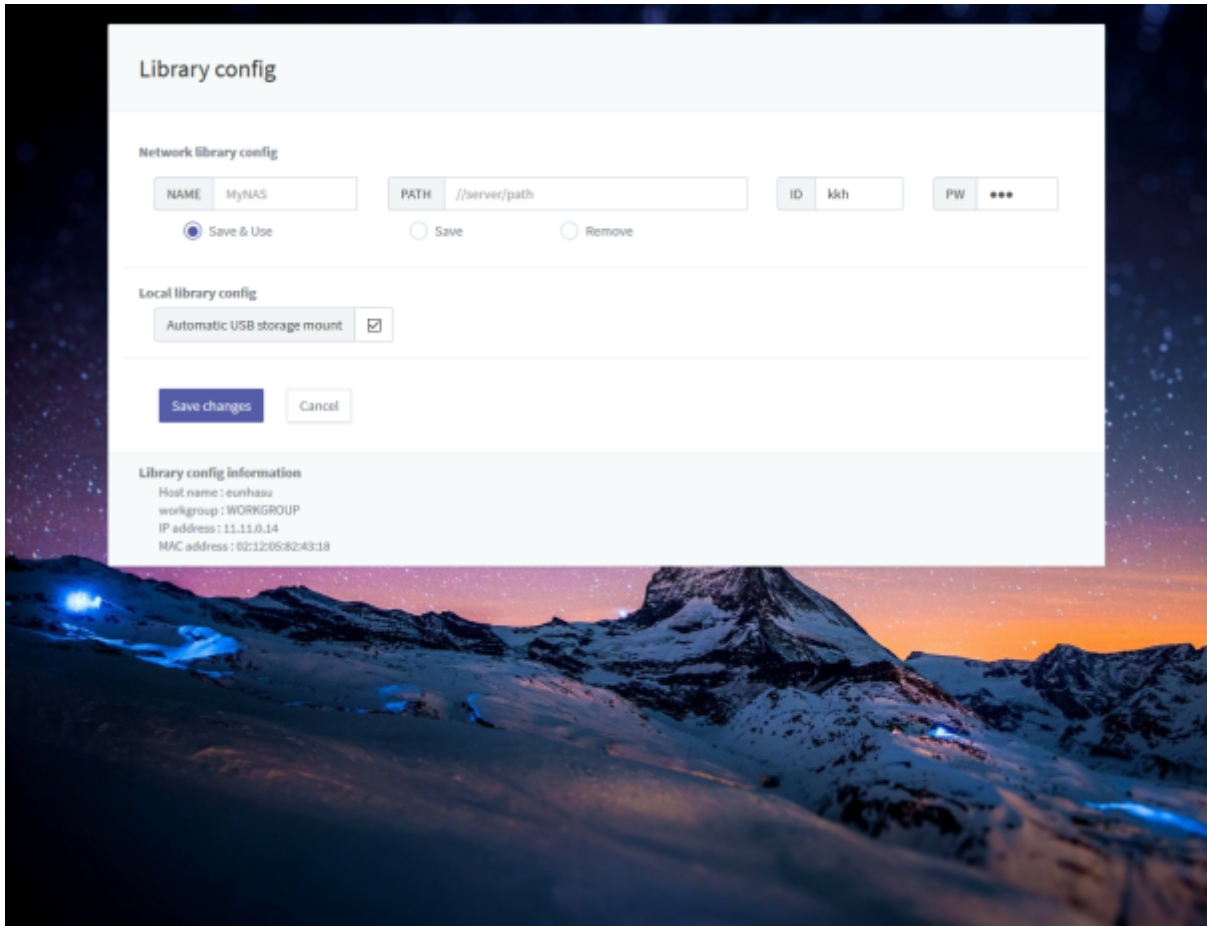 Library config
Network library config
NAME MyNAS PATH //server/path ID kkh PW •••
Save & Use Save Remove
Local library config
Automatic USB storage mount
Save changes Cancel
Library config information
Host name : eunhasu
workgroup : WORKGROUP
IP address : 11.11.0.14
MAC address : 02:12:05:82:43:18